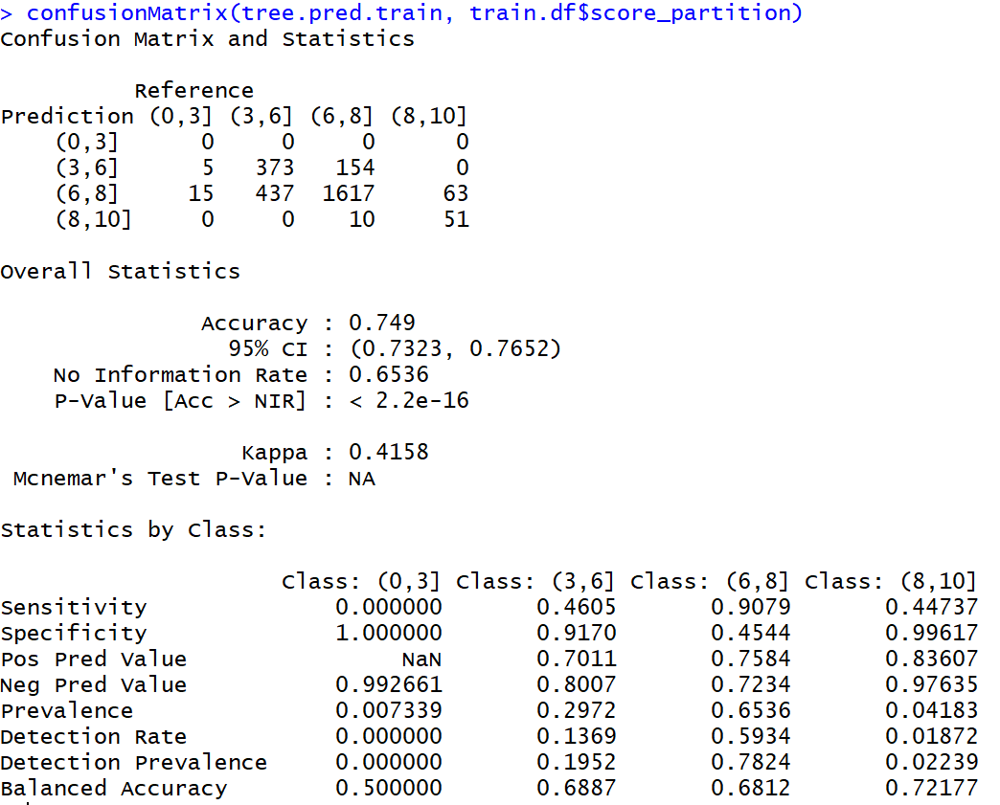 > confusionMatrix(tree.pred.train, train.df$score_partition)
Confusion Matrix and Statistics

          Reference
Prediction (0,3] (3,6] (6,8] (8,10]
    (0,3]      0     0     0      0
    (3,6]      5   373   154      0
    (6,8]     15   437  1617     63
    (8,10]     0     0    10     51

Overall Statistics

               Accuracy : 0.749
                 95% CI : (0.7323, 0.7652)
    No Information Rate : 0.6536
    P-Value [Acc > NIR] : < 2.2e-16

                  Kappa : 0.4158
 Mcnemar's Test P-Value : NA

Statistics by Class:

                     Class: (0,3] Class: (3,6] Class: (6,8] Class: (8,10]
Sensitivity              0.000000       0.4605       0.9079       0.44737
Specificity              1.000000       0.9170       0.4544       0.99617
Pos Pred Value                NaN       0.7011       0.7584       0.83607
Neg Pred Value           0.992661       0.8007       0.7234       0.97635
Prevalence               0.007339       0.2972       0.6536       0.04183
Detection Rate           0.000000       0.1369       0.5934       0.01872
Detection Prevalence     0.000000       0.1952       0.7824       0.02239
Balanced Accuracy        0.500000       0.6887       0.6812       0.72177